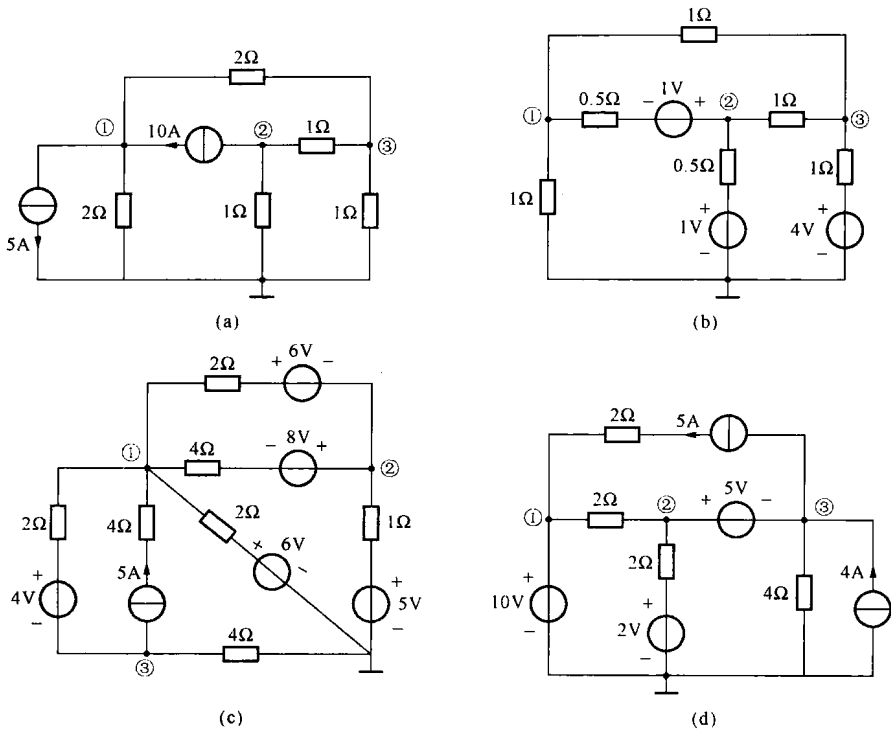 2Ω
①
10A
②
1Ω
③
2Ω
1Ω
1Ω
5A
(a)
1Ω
①
0.5Ω
1V
- +
②
1Ω
③
0.5Ω
1Ω
1Ω
+
1V
-
+
4V
-
(b)
6V
2Ω + -
8V
①
4Ω - +
②
2Ω
4Ω
2Ω
1Ω
5A
6V
+ -
+
4V
-
+
5V
-
4Ω
③
(c)
2Ω
5A
①
2Ω
②
5V
+ -
③
2Ω
4Ω
4A
+
10V
-
+
2V
-
(d)